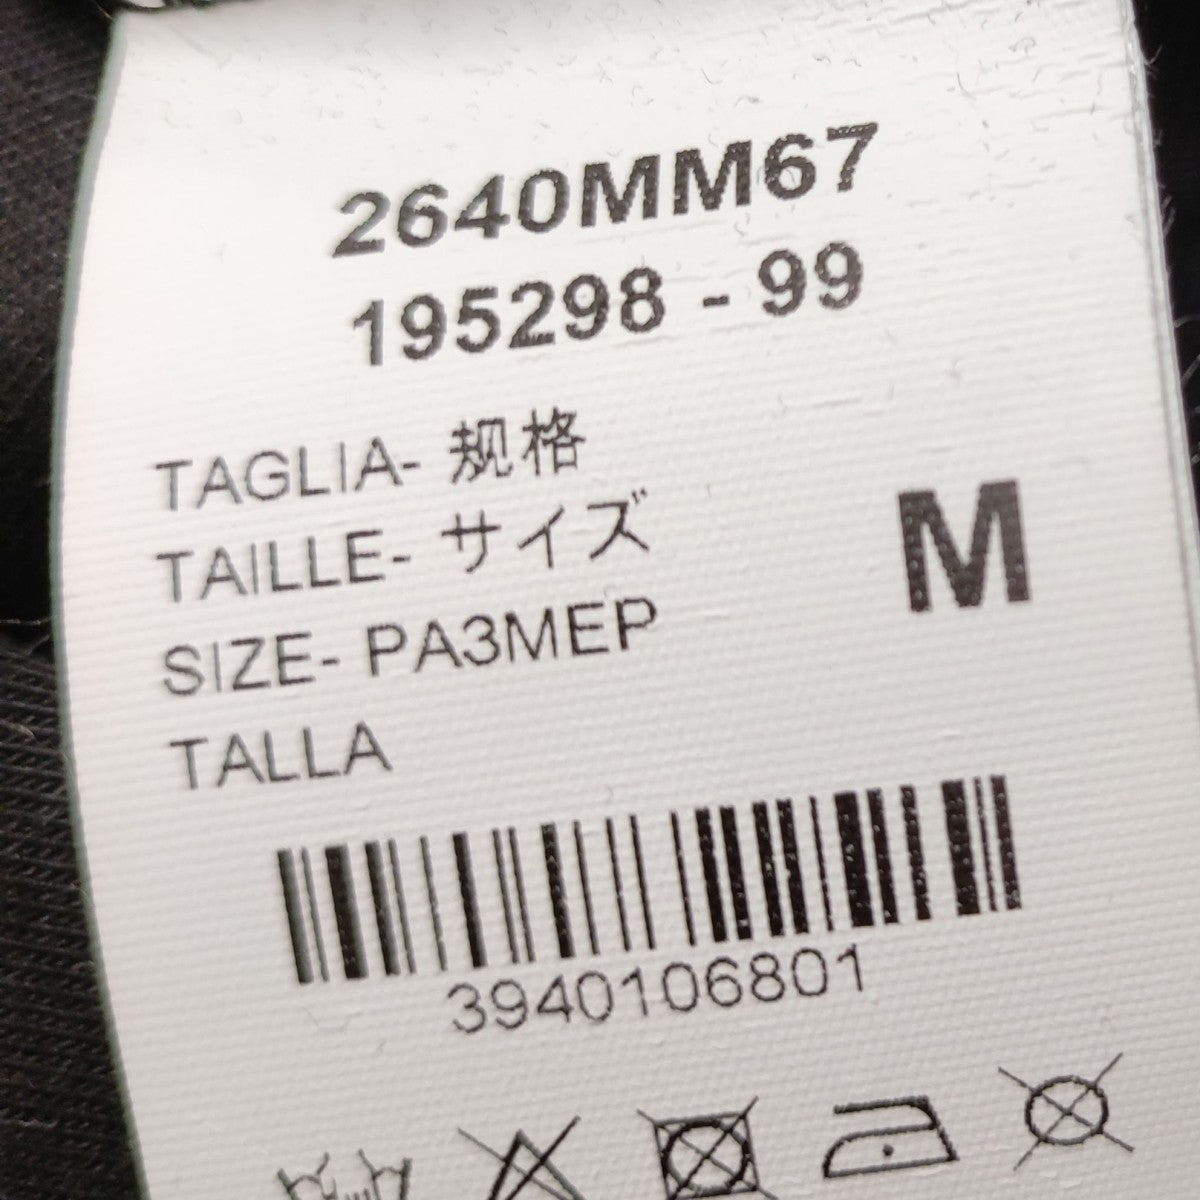 2640MM67
195298 - 99
TAGLIA- 规格
TAILLE- サイズ
SIZE- PA3MEP
TALLA
M
3940106801